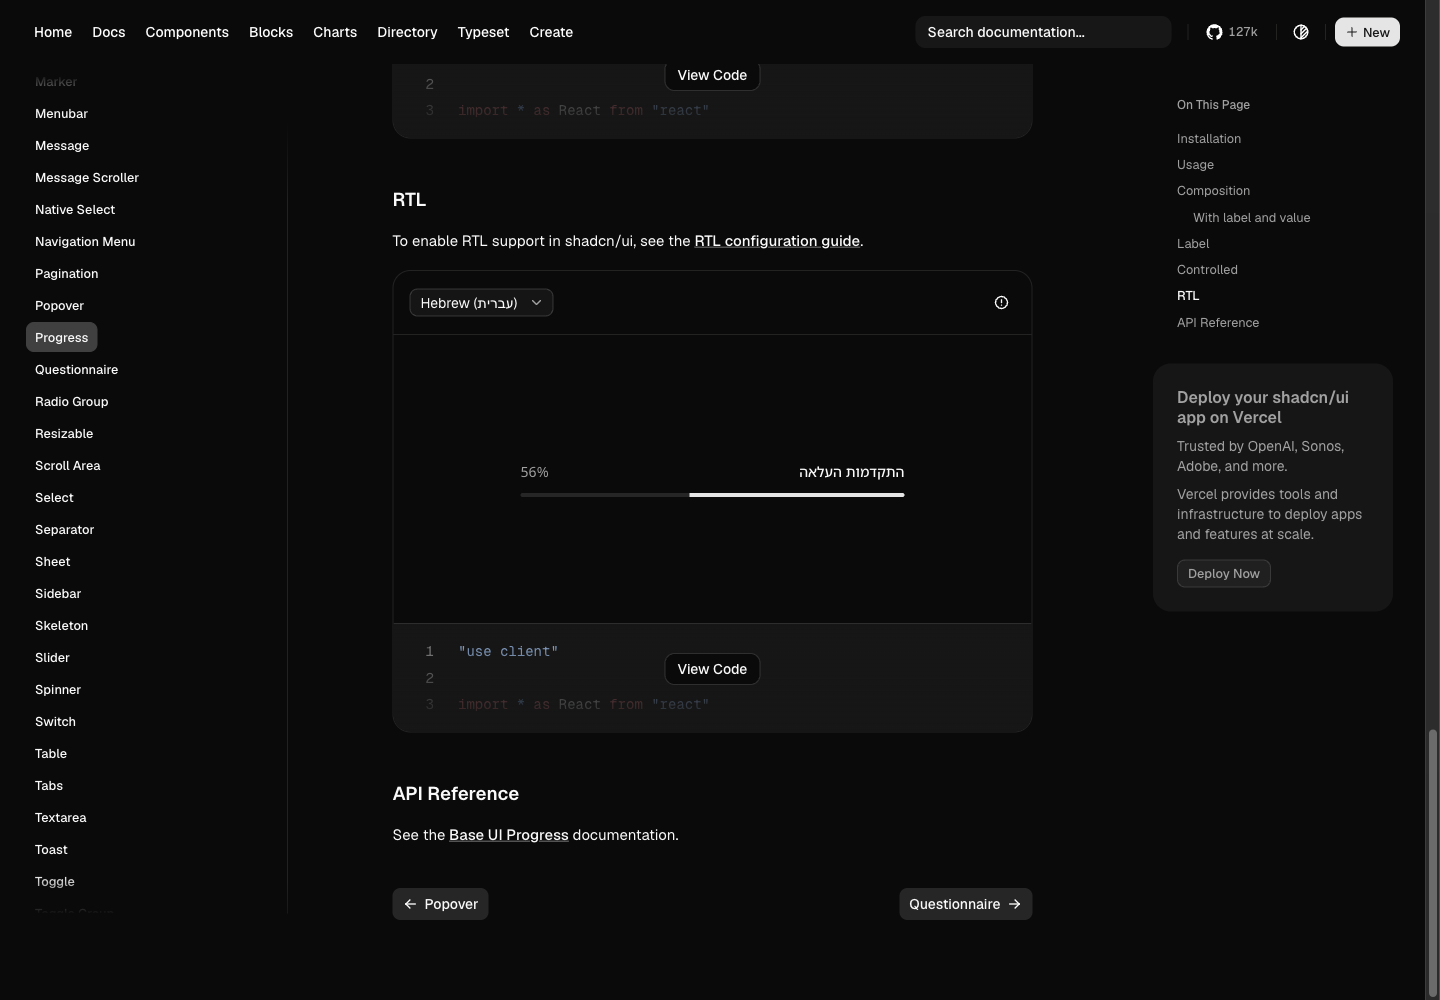 Home Docs Components Blocks Charts Directory Typeset Create
Search documentation...
127k
New
Marker
Menubar
Message
Message Scroller
Native Select
Navigation Menu
Pagination
Popover
Progress
Questionnaire
Radio Group
Resizable
Scroll Area
Select
Separator
Sheet
Sidebar
Skeleton
Slider
Spinner
Switch
Table
Tabs
Textarea
Toast
Toggle
2
View Code
3 import * as React from "react"
RTL
To enable RTL support in shadcn/ui, see the RTL configuration guide.
Hebrew (עברית)
התקדמות העלאה
56%
1 "use client"
2
View Code
3 import * as React from "react"
API Reference
See the Base UI Progress documentation.
Popover
Questionnaire
On This Page
Installation
Usage
Composition
With label and value
Label
Controlled
RTL
API Reference
Deploy your shadcn/ui
app on Vercel
Trusted by OpenAI, Sonos,
Adobe, and more.
Vercel provides tools and
infrastructure to deploy apps
and features at scale.
Deploy Now